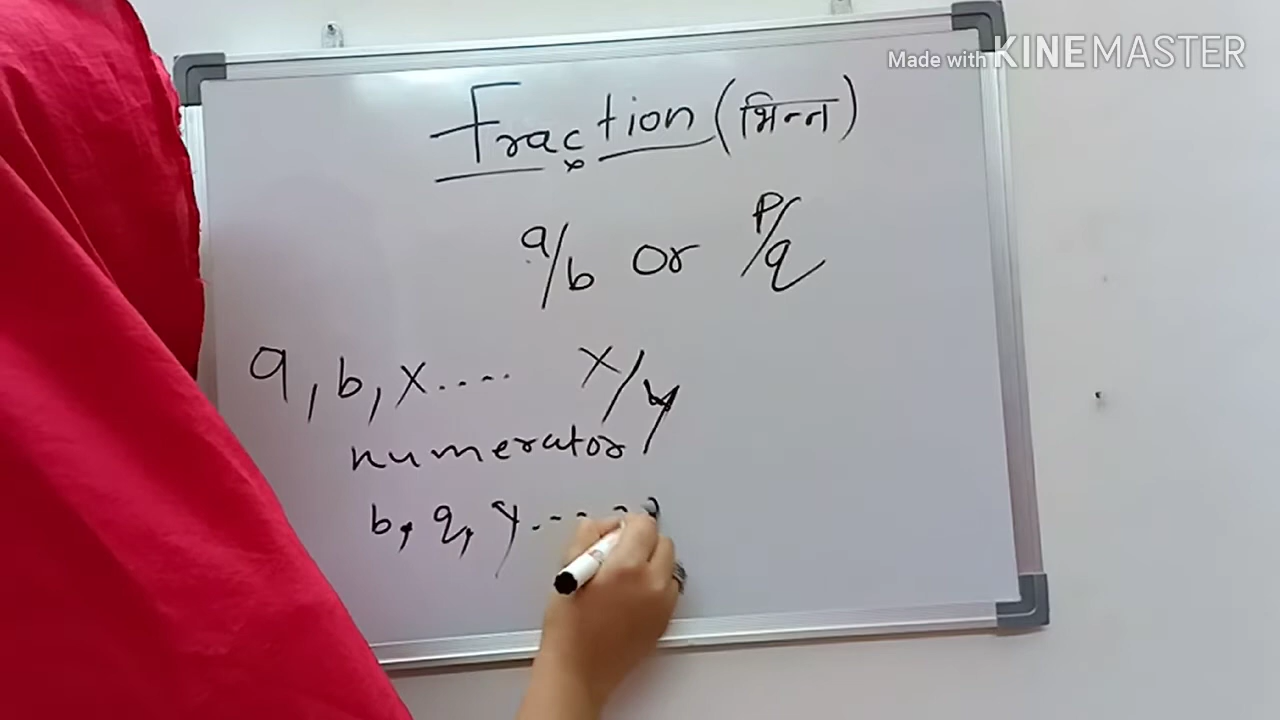 Made with KINEMASTER
Fraction (भिन्न)
a/b or p/q
a, b, x.... x/y
numerator
b, q, y....